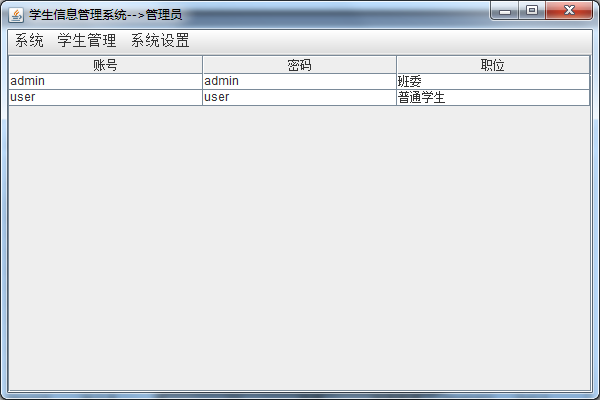 学生信息管理系统-->管理员
系统 学生管理 系统设置
账号 密码 职位
admin admin 班委
user user 普通学生